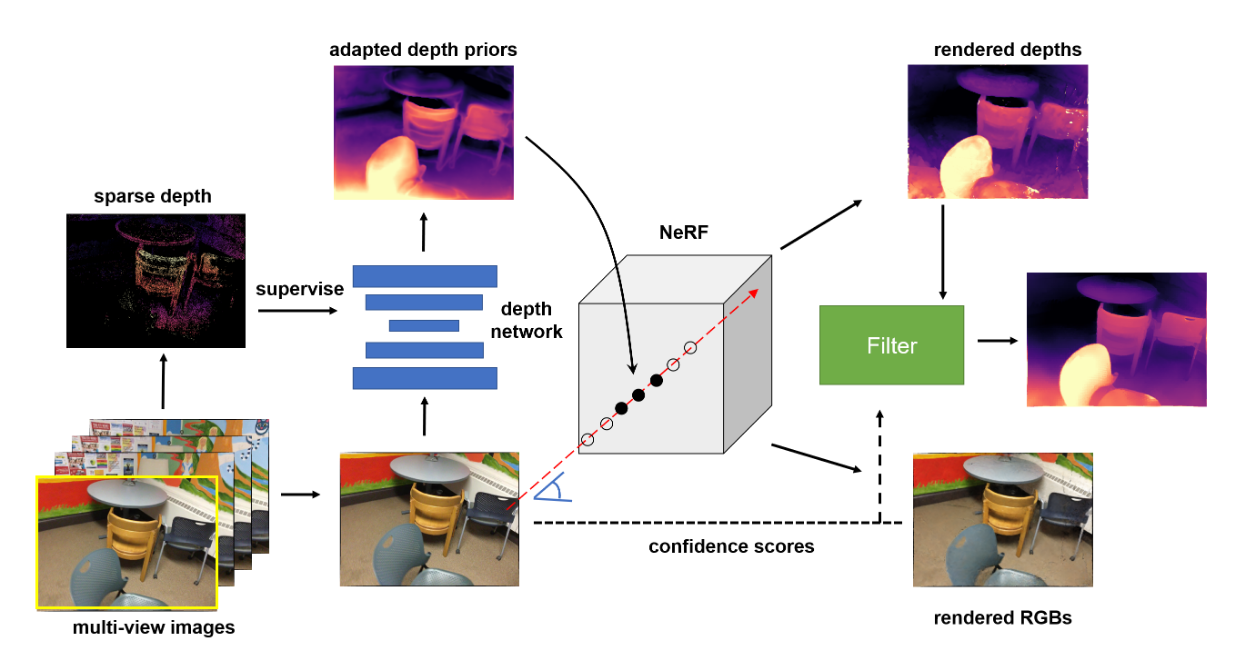 adapted depth priors
rendered depths
sparse depth
NeRF
supervise
depth
network
Filter
confidence scores
multi-view images
rendered RGBs